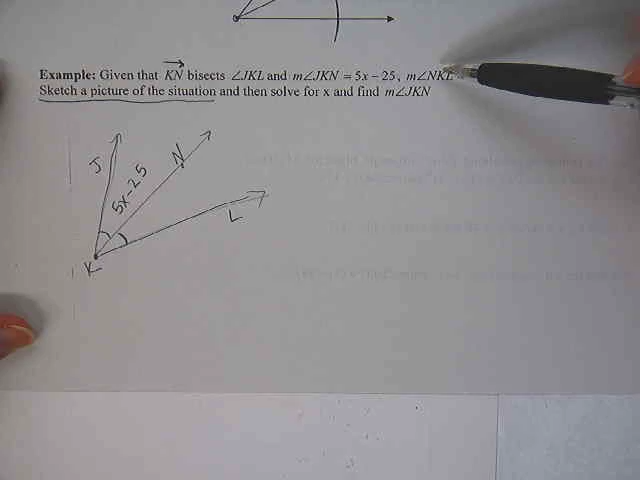 Example: Given that KN bisects ∠JKL and m∠JKN = 5x − 25, m∠NKL
Sketch a picture of the situation and then solve for x and find m∠JKN
J
N
5x-25
L
K